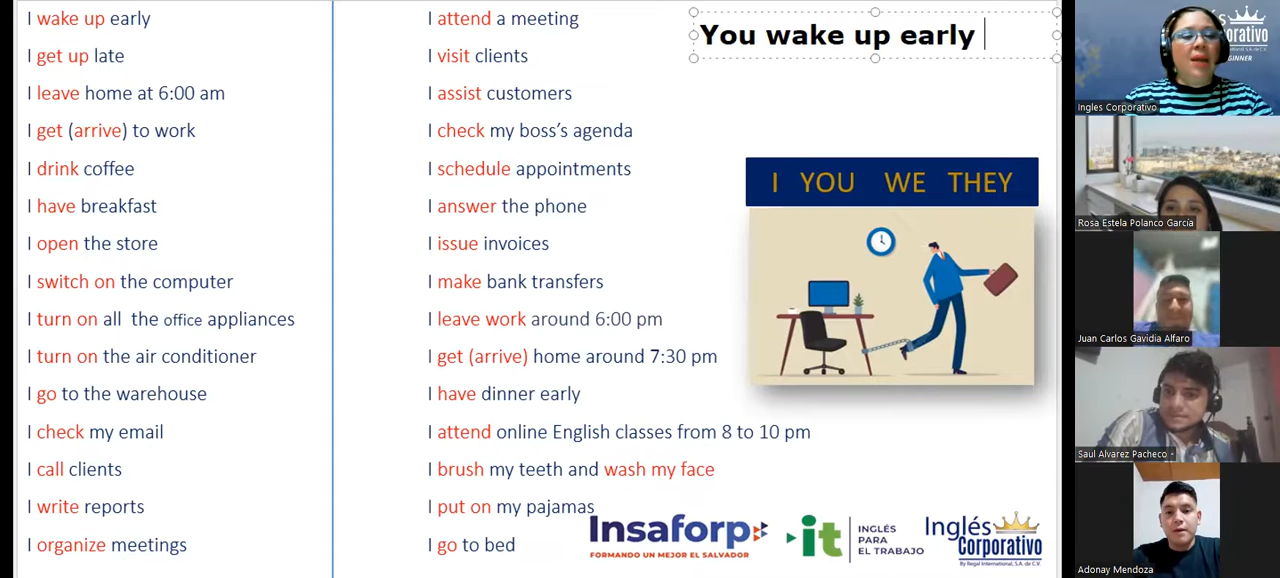 I wake up early
I get up late
I leave home at 6:00 am
I get (arrive) to work
I drink coffee
I have breakfast
I open the store
I switch on the computer
I turn on all the office appliances
I turn on the air conditioner
I go to the warehouse
I check my email
I call clients
I write reports
I organize meetings
I attend a meeting
I visit clients
I assist customers
I check my boss's agenda
I schedule appointments
I answer the phone
I issue invoices
I make bank transfers
I leave work around 6:00 pm
I get (arrive) home around 7:30 pm
I have dinner early
I attend online English classes from 8 to 10 pm
I brush my teeth and wash my face
I put on my pajamas
I go to bed
You wake up early
I YOU WE THEY
Insaforp
FORMANDO UN MEJOR EL SALVADOR
it
INGLÉS
PARA
EL TRABAJO
Inglés
Corporativo
By Regal International, S.A. de C.V.
Ingles Corporativo
Rosa Estela Polanco García
Juan Carlos Gavidia Alfaro
Saul Alvarez Pacheco -
Adonay Mendoza